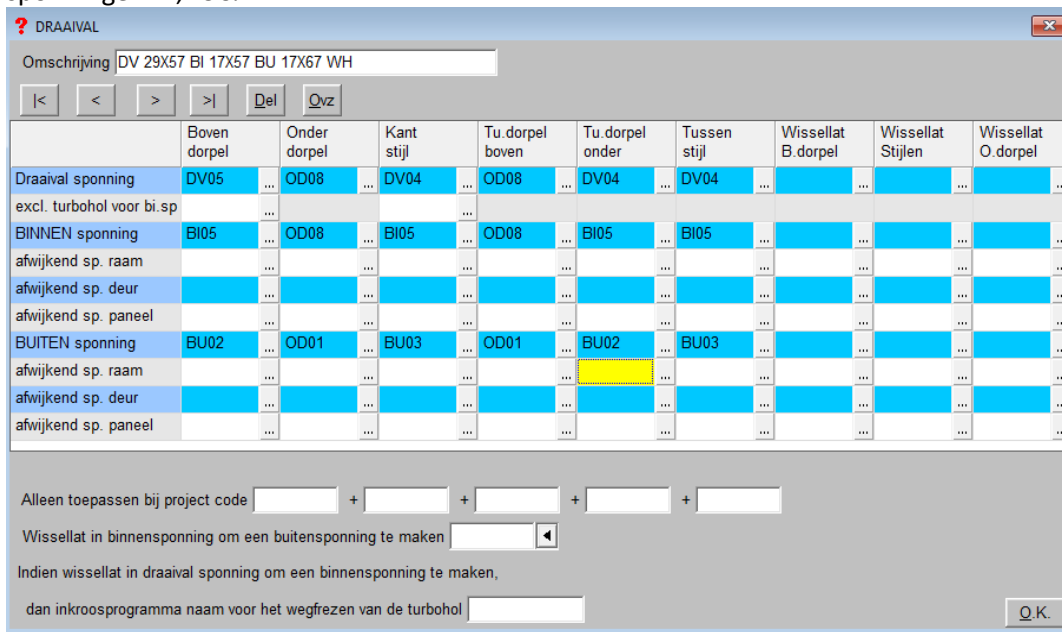 DRAAIVAL
Omschrijving DV 29X57 BI 17X57 BU 17X67 WH
|< < > >| Del Ovz
Boven dorpel Onder dorpel Kant stijl Tu.dorpel boven Tu.dorpel onder Tussen stijl Wissellat B.dorpel Wissellat Stijlen Wissellat O.dorpel
Draaival sponning DV05 ... OD08 ... DV04 ... OD08 ... DV04 ... DV04 ... ... ... ...
excl. turbohol voor bi.sp ... ...
BINNEN sponning BI05 ... OD08 ... BI05 ... OD08 ... BI05 ... BI05 ... ... ... ...
afwijkend sp. raam ... ... ... ... ... ... ... ... ...
afwijkend sp. deur ... ... ... ... ... ... ... ... ...
afwijkend sp. paneel ... ... ... ... ... ... ... ... ...
BUITEN sponning BU02 ... OD01 ... BU03 ... OD01 ... BU02 ... BU03 ... ... ... ...
afwijkend sp. raam ... ... ... ... ... ... ... ... ...
afwijkend sp. deur ... ... ... ... ... ... ... ... ...
afwijkend sp. paneel ... ... ... ... ... ... ... ... ...
Alleen toepassen bij project code + + + +
Wissellat in binnensponning om een buitensponning te maken
Indien wissellat in draaival sponning om een binnensponning te maken,
dan inkroosprogramma naam voor het wegfrezen van de turbohol
O.K.